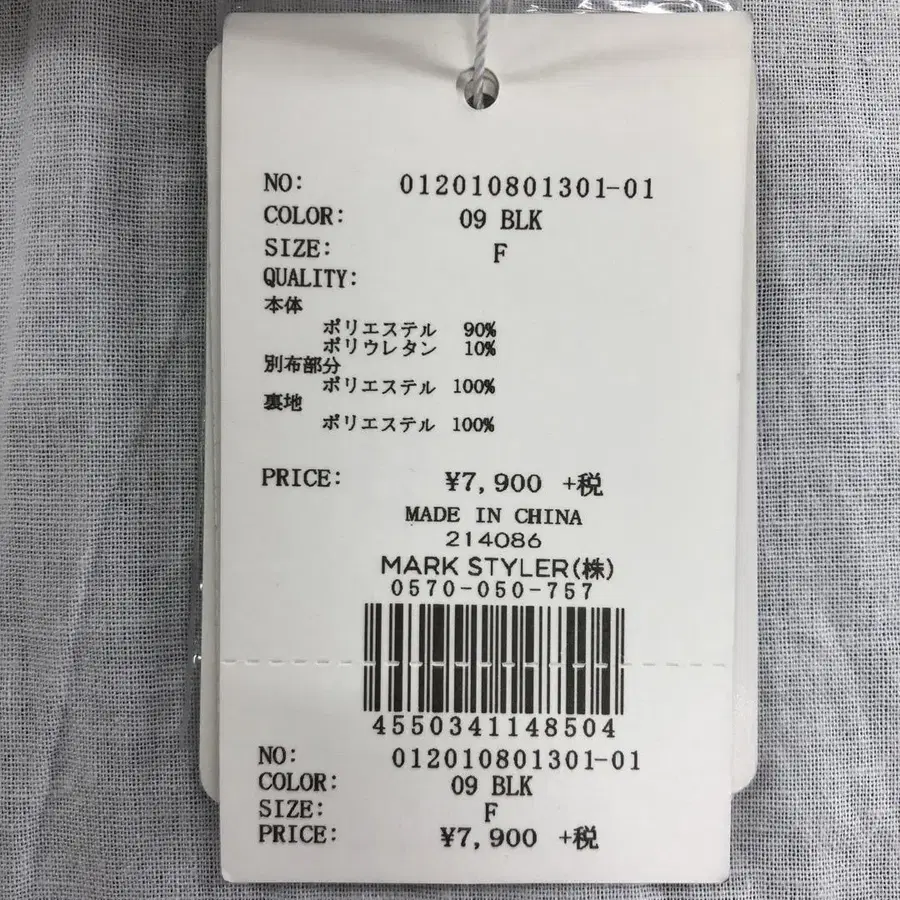 NO: 012010801301-01
COLOR: 09 BLK
SIZE: F
QUALITY:
本体
ポリエステル 90%
ポリウレタン 10%
別布部分
ポリエステル 100%
裏地
ポリエステル 100%
PRICE: ¥7,900 +税
MADE IN CHINA
214086
MARK STYLER(株)
0570-050-757
4550341148504
NO: 012010801301-01
COLOR: 09 BLK
SIZE: F
PRICE: ¥7,900 +税